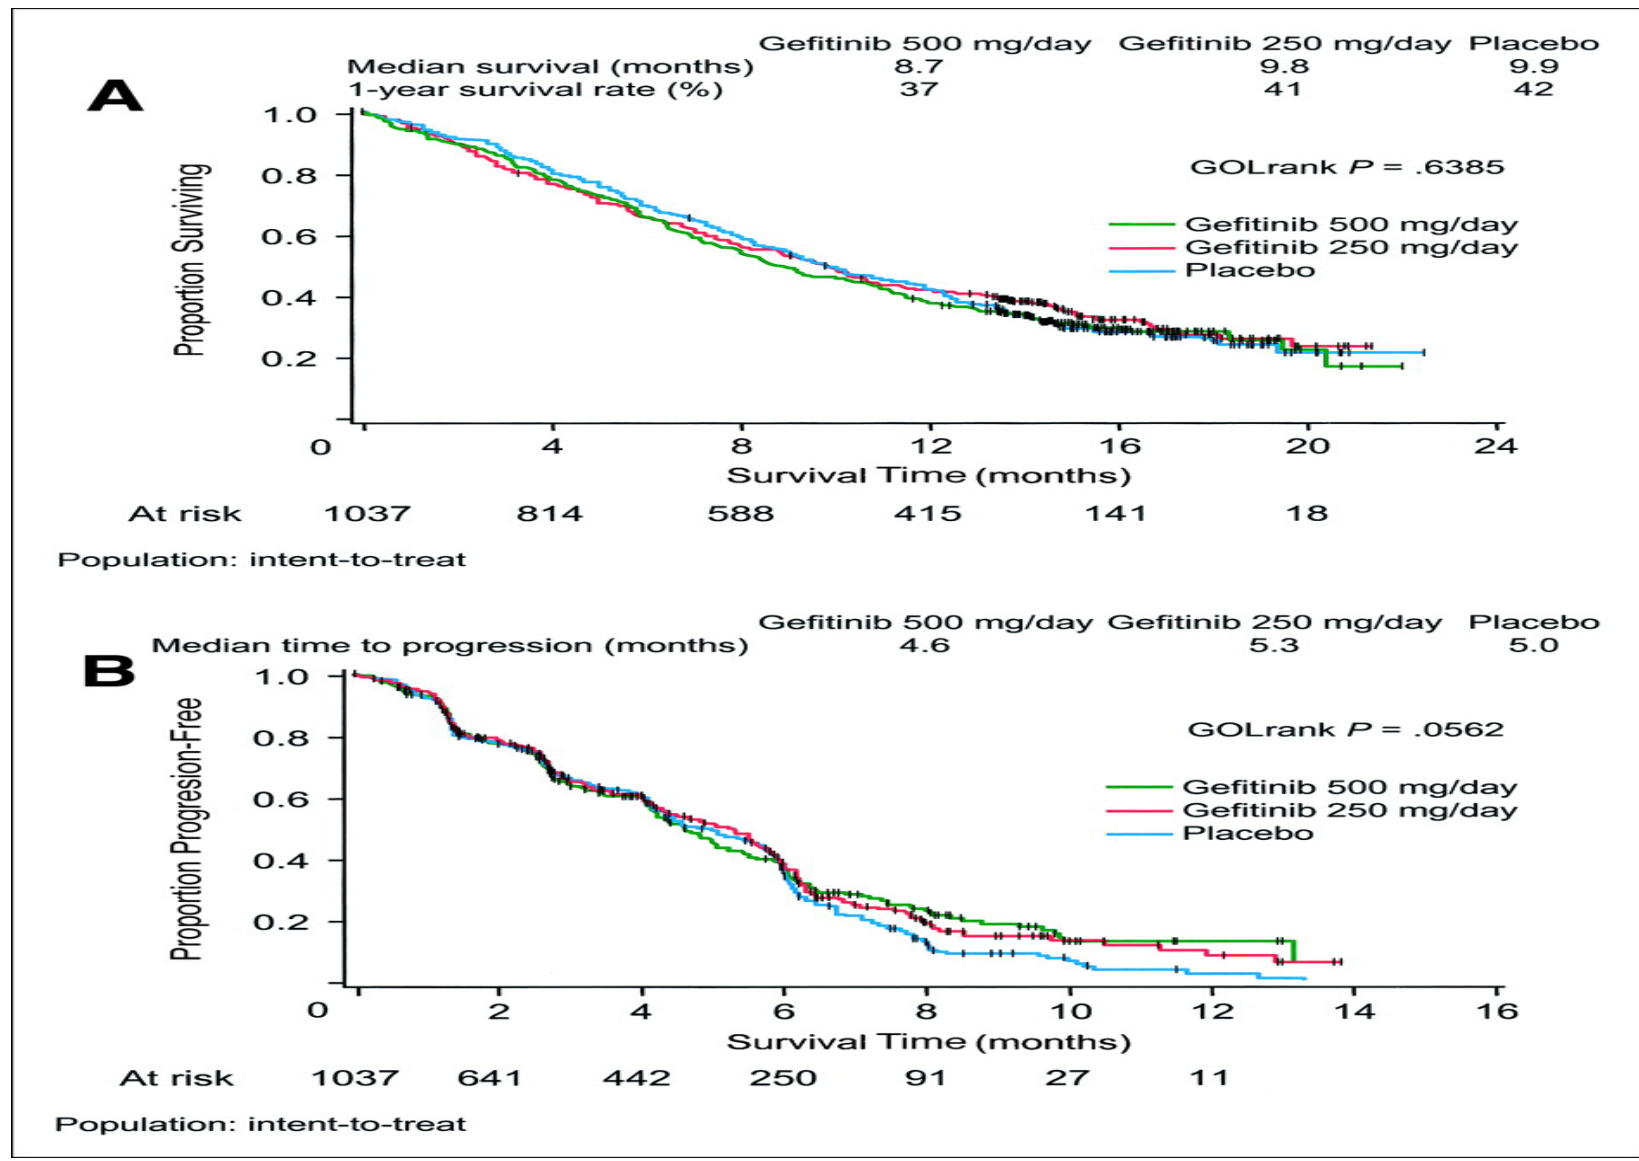 Gefitinib 500 mg/day Gefitinib 250 mg/day Placebo
Median survival (months) 8.7 9.8 9.9
1-year survival rate (%) 37 41 42
A
1.0
GOLrank P = .6385
0.8
Gefitinib 500 mg/day
Gefitinib 250 mg/day
Placebo
0.6
0.4
0.2
Proportion Surviving
0 4 8 12 16 20 24
Survival Time (months)
At risk 1037 814 588 415 141 18
Population: intent-to-treat
Gefitinib 500 mg/day Gefitinib 250 mg/day Placebo
Median time to progression (months) 4.6 5.3 5.0
B
1.0
GOLrank P = .0562
0.8
Gefitinib 500 mg/day
Gefitinib 250 mg/day
Placebo
0.6
0.4
0.2
Proportion Progresion-Free
0 2 4 6 8 10 12 14 16
Survival Time (months)
At risk 1037 641 442 250 91 27 11
Population: intent-to-treat